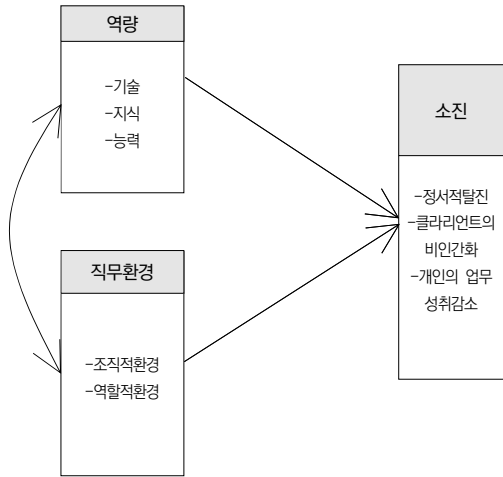 역량
-기술
-지식
-능력
직무환경
-조직적환경
-역할적환경
소진
-정서적탈진
-클라리언트의
비인간화
-개인의 업무
성취감소